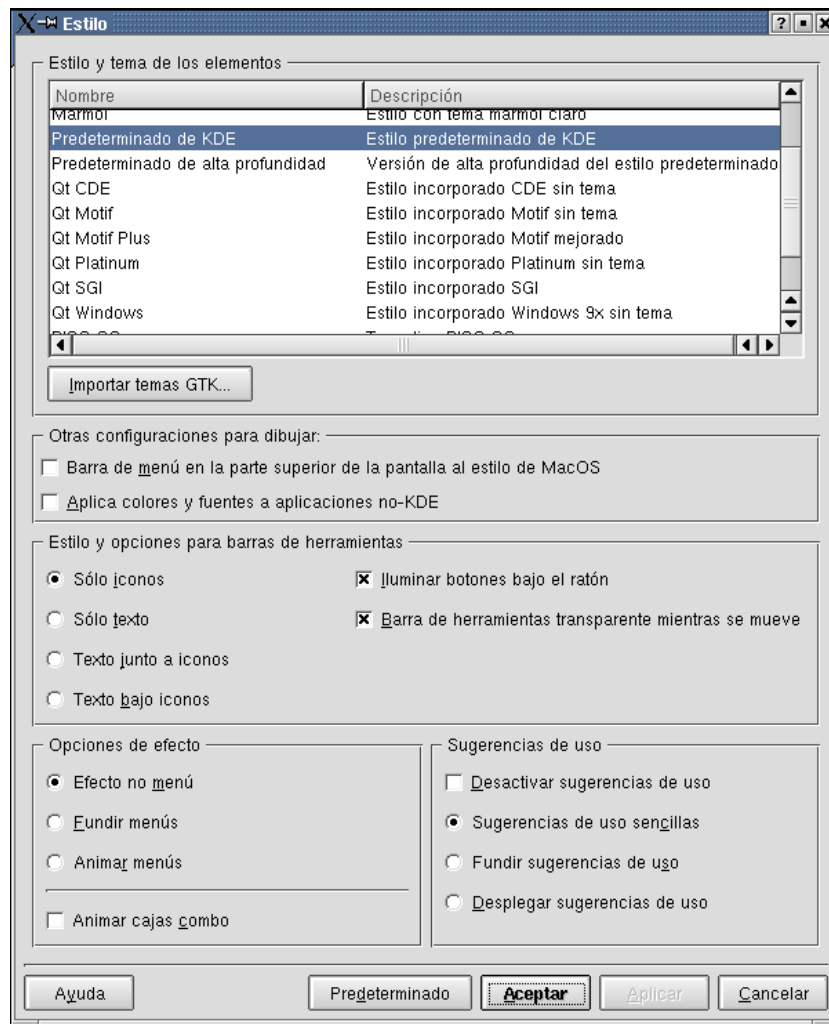 Estilo
Estilo y tema de los elementos
Nombre Descripción
Marmol Estilo con tema marmol claro
Predeterminado de KDE Estilo predeterminado de KDE
Predeterminado de alta profundidad Versión de alta profundidad del estilo predeterminado
Qt CDE Estilo incorporado CDE sin tema
Qt Motif Estilo incorporado Motif sin tema
Qt Motif Plus Estilo incorporado Motif mejorado
Qt Platinum Estilo incorporado Platinum sin tema
Qt SGI Estilo incorporado SGI
Qt Windows Estilo incorporado Windows 9x sin tema
Importar temas GTK...
Otras configuraciones para dibujar:
Barra de menú en la parte superior de la pantalla al estilo de MacOS
Aplica colores y fuentes a aplicaciones no-KDE
Estilo y opciones para barras de herramientas
Sólo iconos Iluminar botones bajo el ratón
Sólo texto Barra de herramientas transparente mientras se mueve
Texto junto a iconos
Texto bajo iconos
Opciones de efecto
Efecto no menú
Fundir menús
Animar menús
Animar cajas combo
Sugerencias de uso
Desactivar sugerencias de uso
Sugerencias de uso sencillas
Fundir sugerencias de uso
Desplegar sugerencias de uso
Ayuda Predeterminado Aceptar Aplicar Cancelar